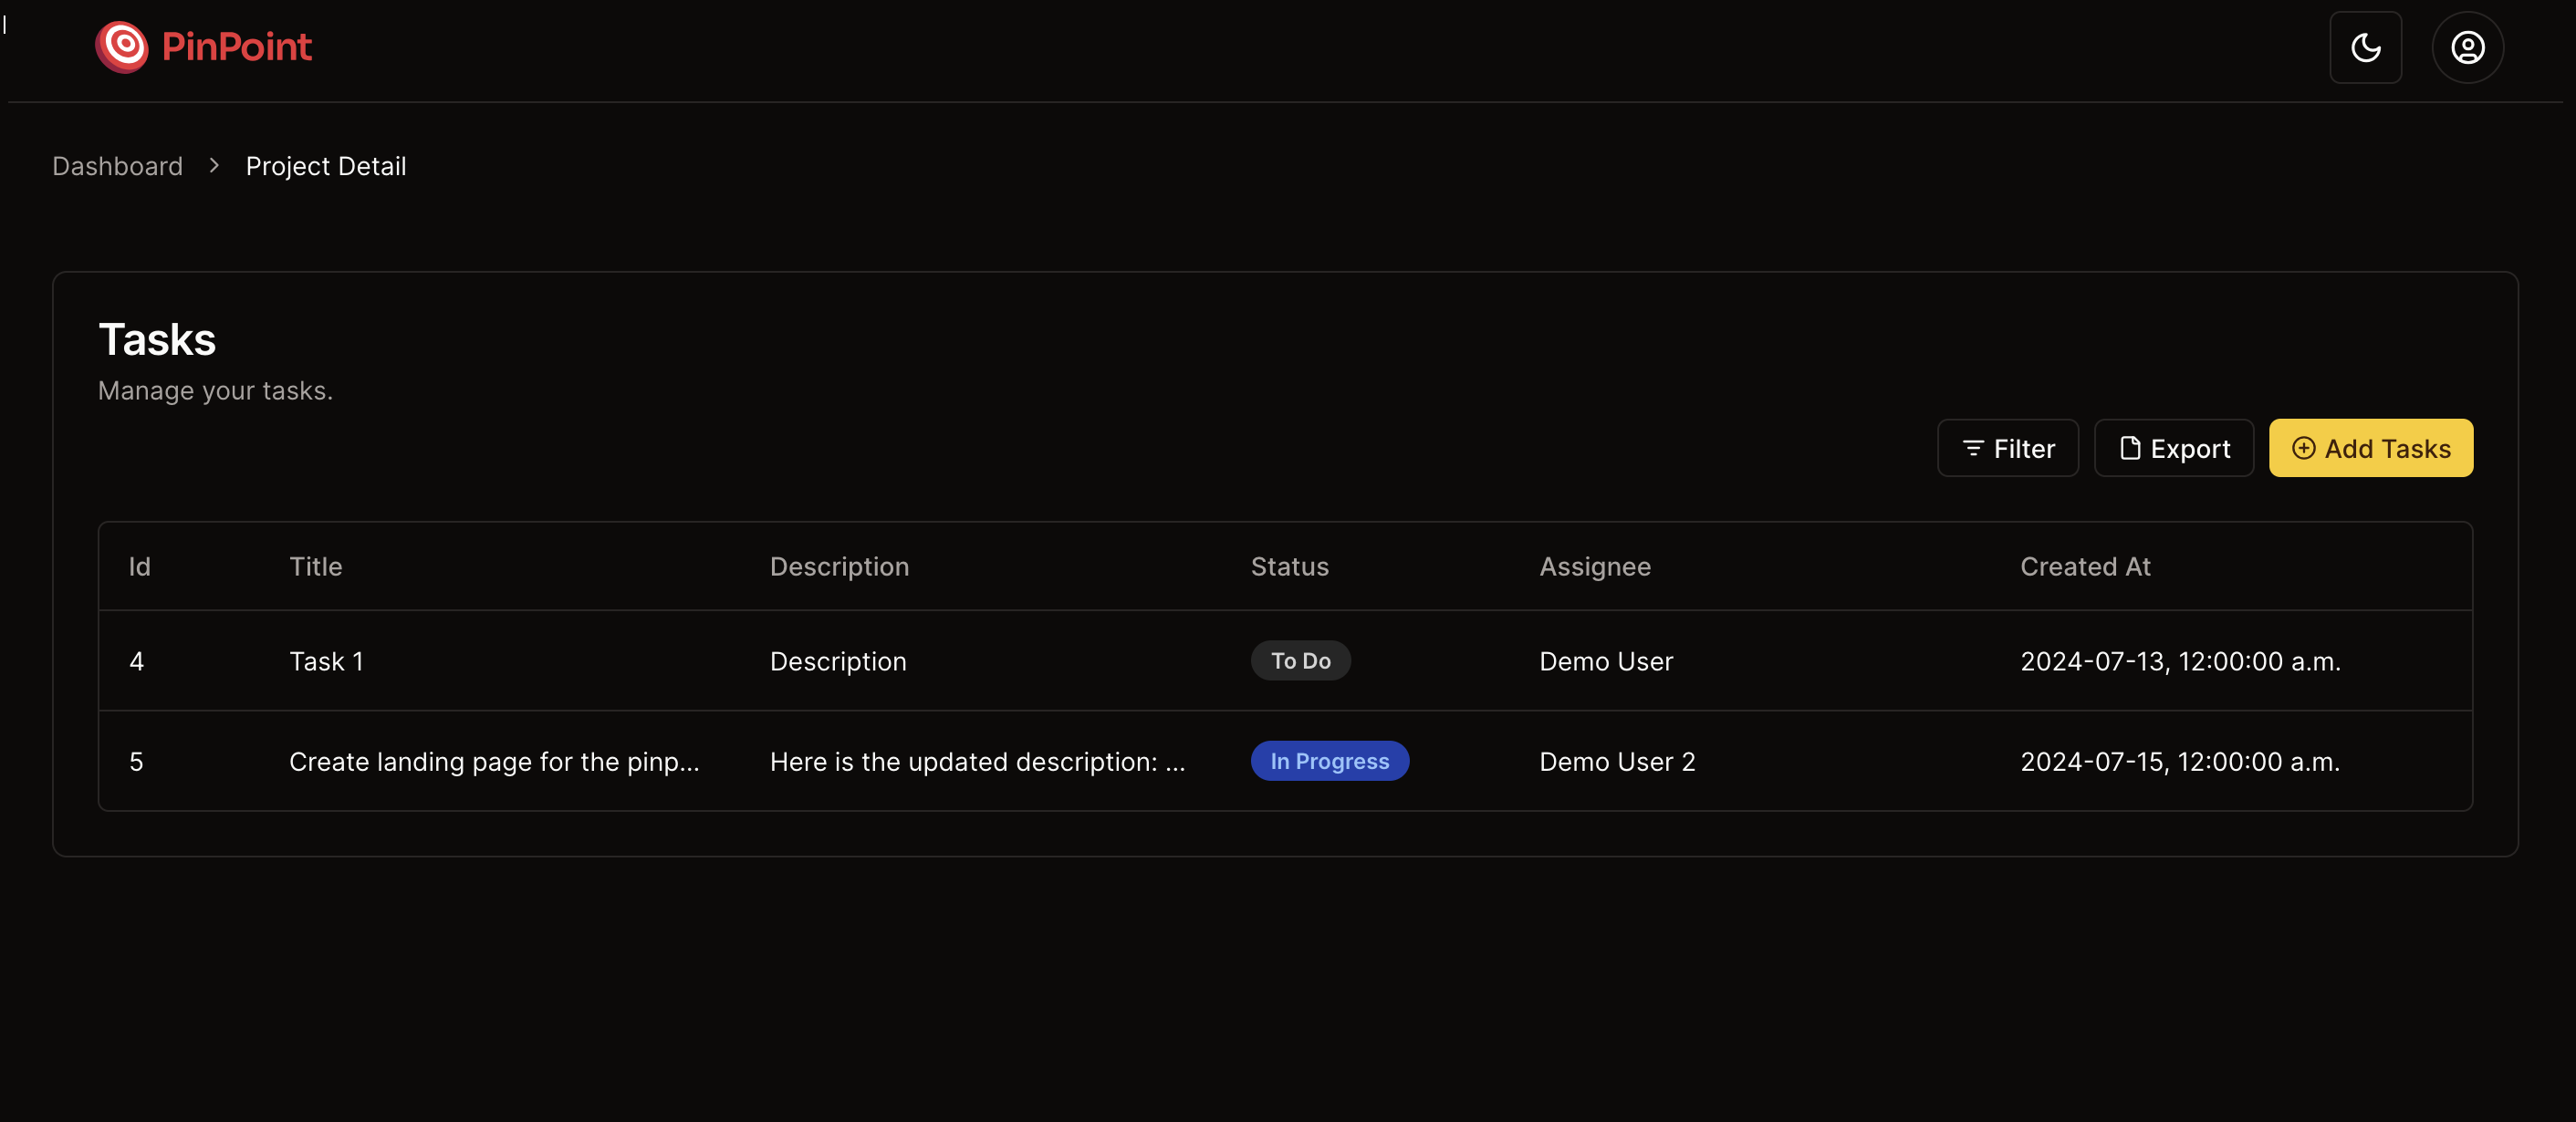 PinPoint
Dashboard > Project Detail
Tasks
Manage your tasks.
Filter Export Add Tasks
Id Title Description Status Assignee Created At
4 Task 1 Description To Do Demo User 2024-07-13, 12:00:00 a.m.
5 Create landing page for the pinp... Here is the updated description: ... In Progress Demo User 2 2024-07-15, 12:00:00 a.m.